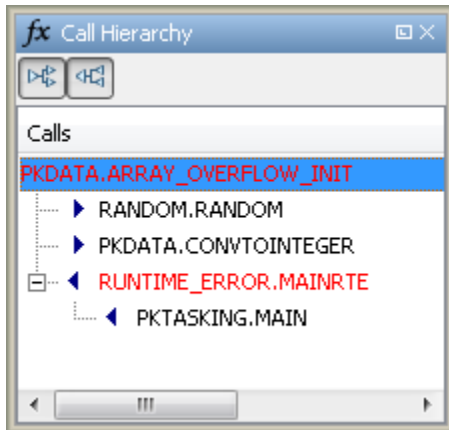 fx Call Hierarchy
Calls
PKDATA.ARRAY_OVERFLOW_INIT
RANDOM.RANDOM
PKDATA.CONVTOINTEGER
RUNTIME_ERROR.MAINRTE
PKTASKING.MAIN